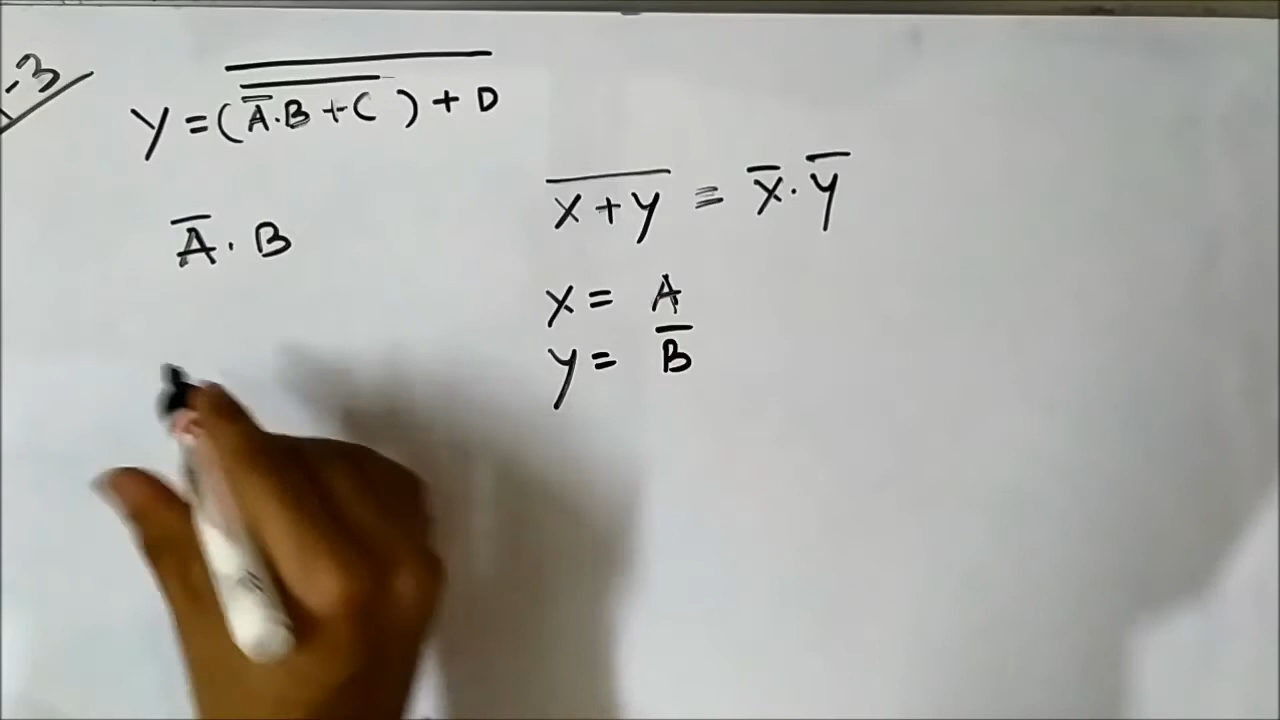 -3
Y = (A̅.B + C) + D
A̅ . B
X + Y ≡ X̅ . Y̅
X = A
Y = B̅